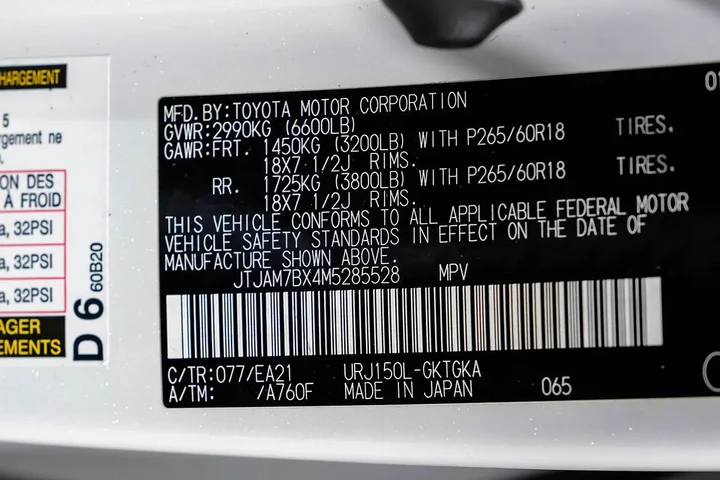 HARGEMENT
5
rgement ne
ON DES
À FROID
a, 32PSI
a, 32PSI
a, 32PSI
AGER
EMENTS
D 6 60B20
01
MFD. BY: TOYOTA MOTOR CORPORATION
GVWR: 2990KG (6600LB)
GAWR: FRT. 1450KG (3200LB) WITH P265/60R18 TIRES.
18X7 1/2J RIMS.
RR. 1725KG (3800LB) WITH P265/60R18 TIRES.
18X7 1/2J RIMS.
THIS VEHICLE CONFORMS TO ALL APPLICABLE FEDERAL MOTOR
VEHICLE SAFETY STANDARDS IN EFFECT ON THE DATE OF
MANUFACTURE SHOWN ABOVE.
JTJAM7BX4M5285528 MPV
C/TR: 077/EA21 URJ150L-GKTGKA
A/TM: /A760F MADE IN JAPAN 065